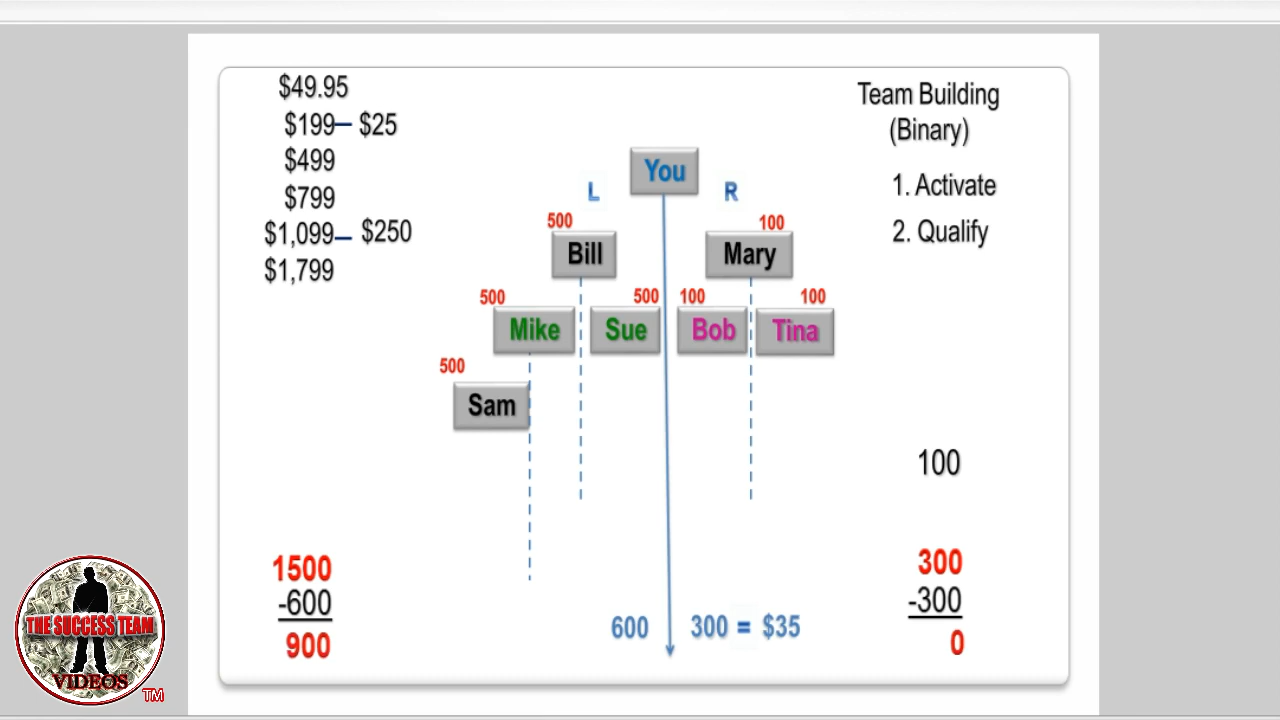 $49.95
$199 – $25
$499
$799
$1,099 – $250
$1,799
Team Building
(Binary)
1. Activate
2. Qualify
You
L R
500 100
Bill Mary
500 500 100 100
Mike Sue Bob Tina
500
Sam
100
1500
-600
900
600 300 = $35
300
-300
0
THE SUCCESS TEAM
VIDEOS
TM